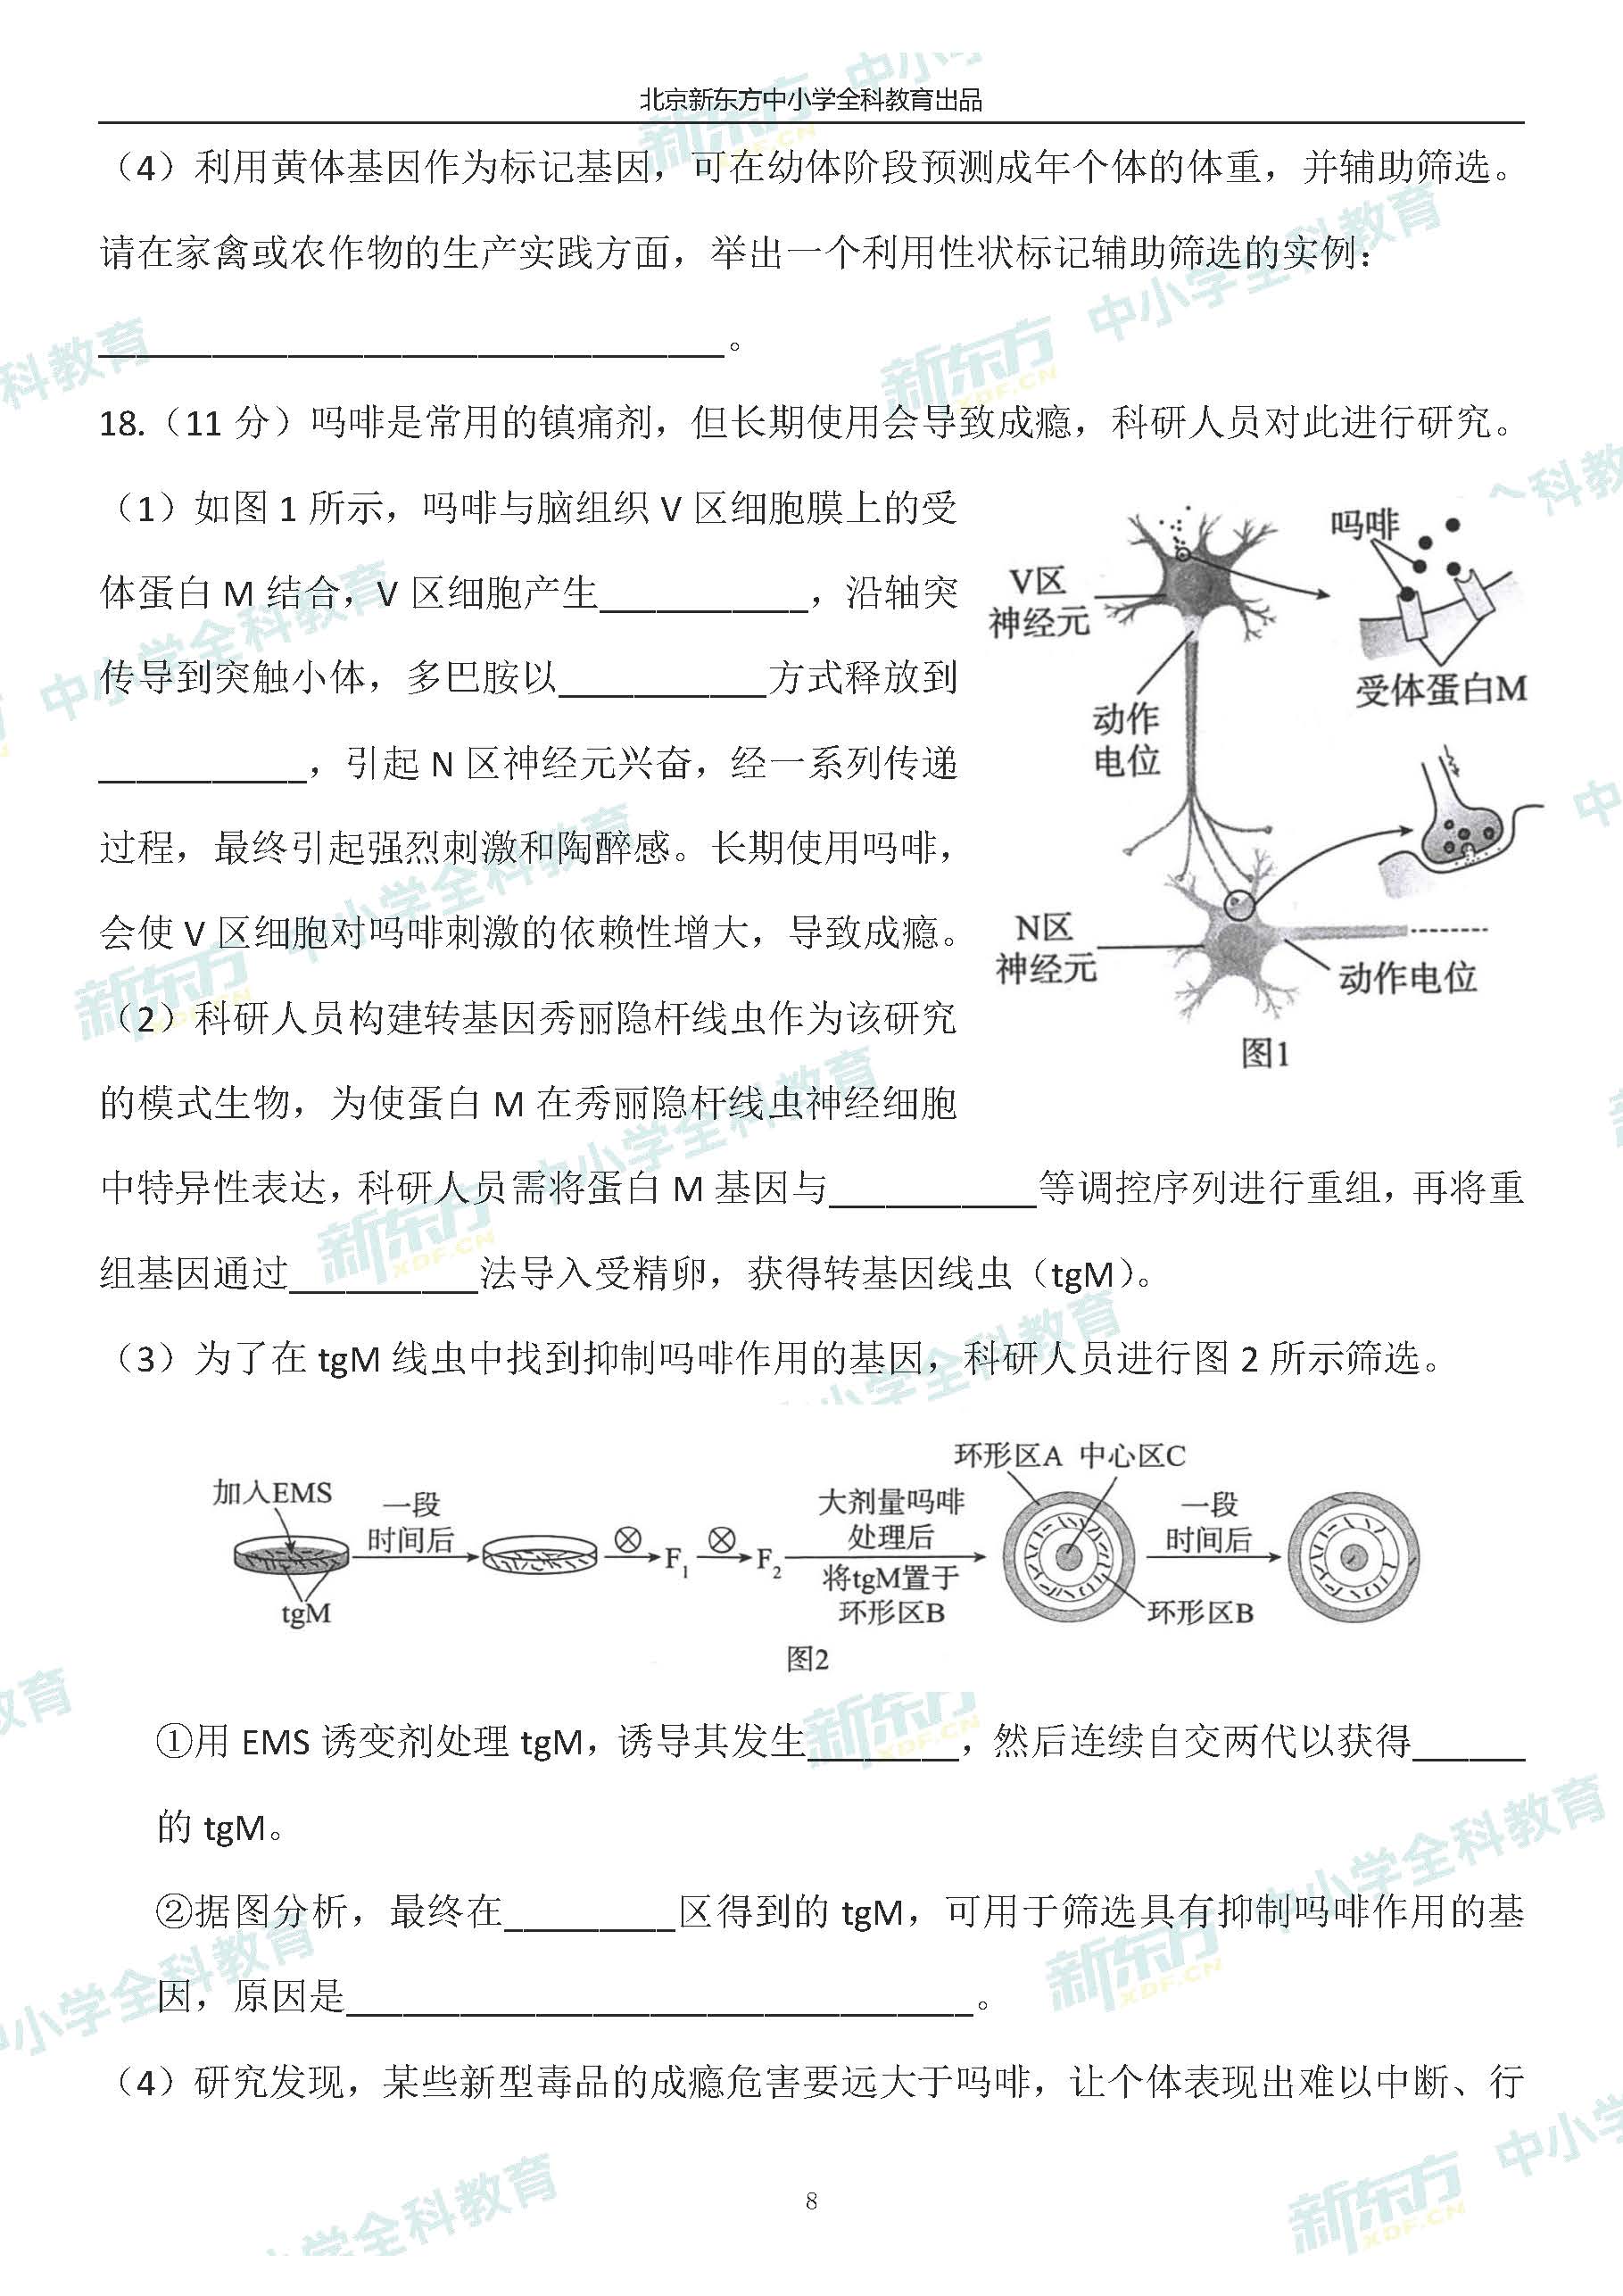 北京新东方中小学全科教育出品
（4）利用黄体基因作为标记基因，可在幼体阶段预测成年个体的体重，并辅助筛选。
请在家禽或农作物的生产实践方面，举出一个利用性状标记辅助筛选的实例：
_________________________________。
18.（11 分）吗啡是常用的镇痛剂，但长期使用会导致成瘾，科研人员对此进行研究。
（1）如图 1 所示，吗啡与脑组织 V 区细胞膜上的受
体蛋白 M 结合，V 区细胞产生___________，沿轴突
传导到突触小体，多巴胺以___________方式释放到
___________，引起 N 区神经元兴奋，经一系列传递
过程，最终引起强烈刺激和陶醉感。长期使用吗啡，
会使 V 区细胞对吗啡刺激的依赖性增大，导致成瘾。
（2）科研人员构建转基因秀丽隐杆线虫作为该研究
的模式生物，为使蛋白 M 在秀丽隐杆线虫神经细胞
吗啡
V区
神经元
受体蛋白M
动作
电位
N区
神经元
动作电位
图1
中特异性表达，科研人员需将蛋白 M 基因与___________等调控序列进行重组，再将重
组基因通过__________法导入受精卵，获得转基因线虫（tgM）。
（3）为了在 tgM 线虫中找到抑制吗啡作用的基因，科研人员进行图 2 所示筛选。
环形区A 中心区C
加入EMS
一段
时间后
tgM
F1
F2
大剂量吗啡
处理后
将tgM置于
环形区B
环形区B
一段
时间后
图2
①用 EMS 诱变剂处理 tgM，诱导其发生________，然后连续自交两代以获得______
的 tgM。
②据图分析，最终在_________区得到的 tgM，可用于筛选具有抑制吗啡作用的基
因，原因是_________________________________。
（4）研究发现，某些新型毒品的成瘾危害要远大于吗啡，让个体表现出难以中断、行
8
新东方 XDF.CN 中小学全科教育